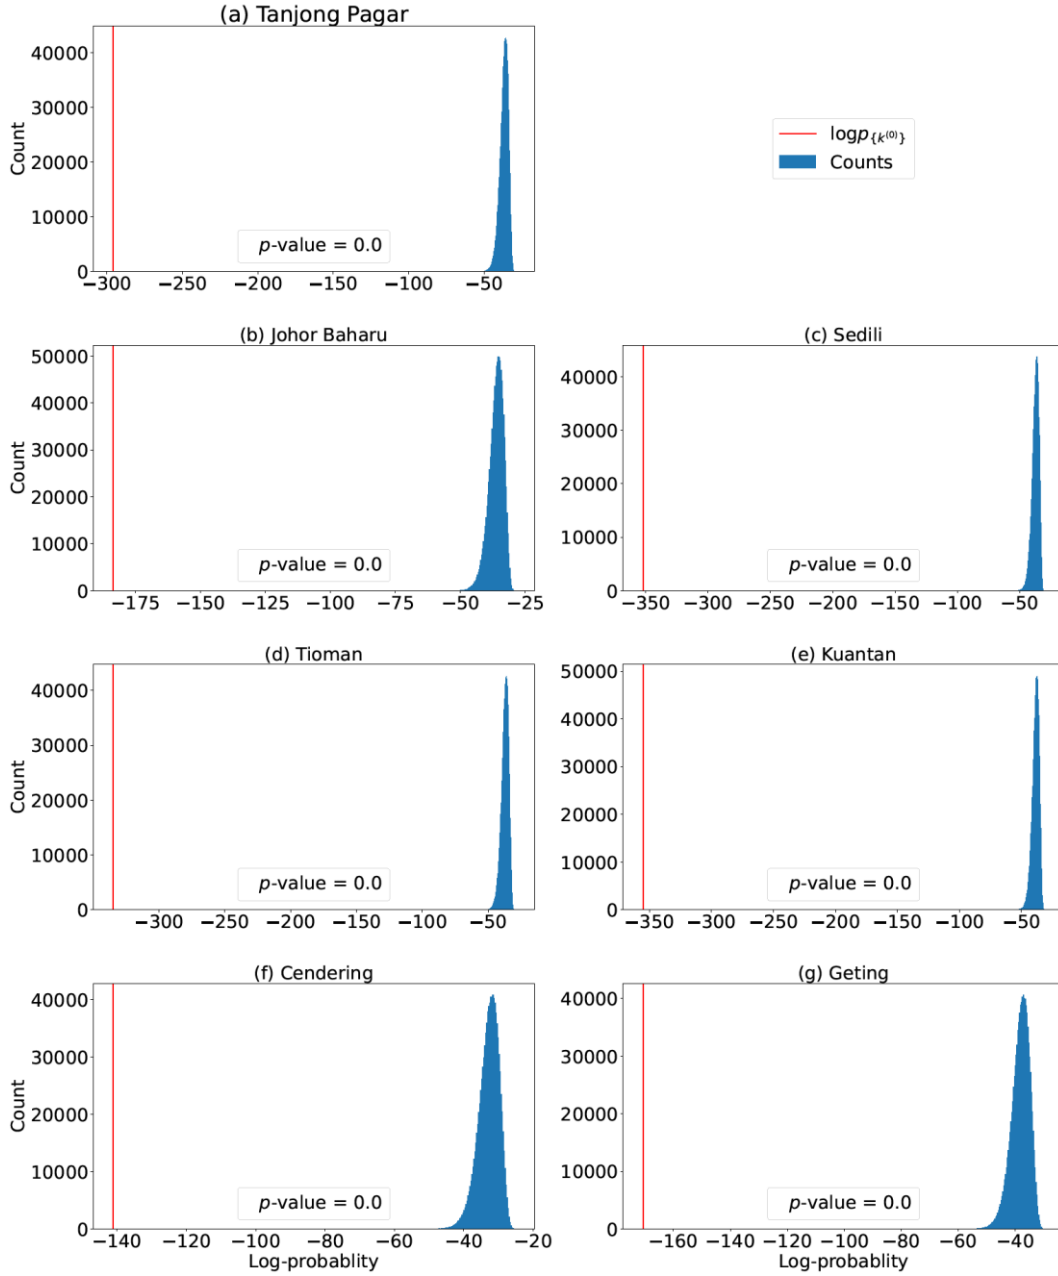 (a) Tanjong Pagar
Count
40000
30000
20000
10000
0
p-value = 0.0
−300 −250 −200 −150 −100 −50
logp{k(0)}
Counts
(b) Johor Baharu
Count
50000
40000
30000
20000
10000
0
p-value = 0.0
−175 −150 −125 −100 −75 −50 −25
(c) Sedili
40000
30000
20000
10000
0
p-value = 0.0
−350 −300 −250 −200 −150 −100 −50
(d) Tioman
Count
40000
30000
20000
10000
0
p-value = 0.0
−300 −200 −100
(e) Kuantan
50000
40000
30000
20000
10000
0
p-value = 0.0
−350 −300 −250 −200 −150 −100 −50
(f) Cendering
Count
40000
30000
20000
10000
0
p-value = 0.0
−140 −120 −100 −80 −60 −40 −20
Log-probablity
(g) Geting
40000
30000
20000
10000
0
p-value = 0.0
−160 −140 −120 −100 −80 −60 −40
Log-probablity